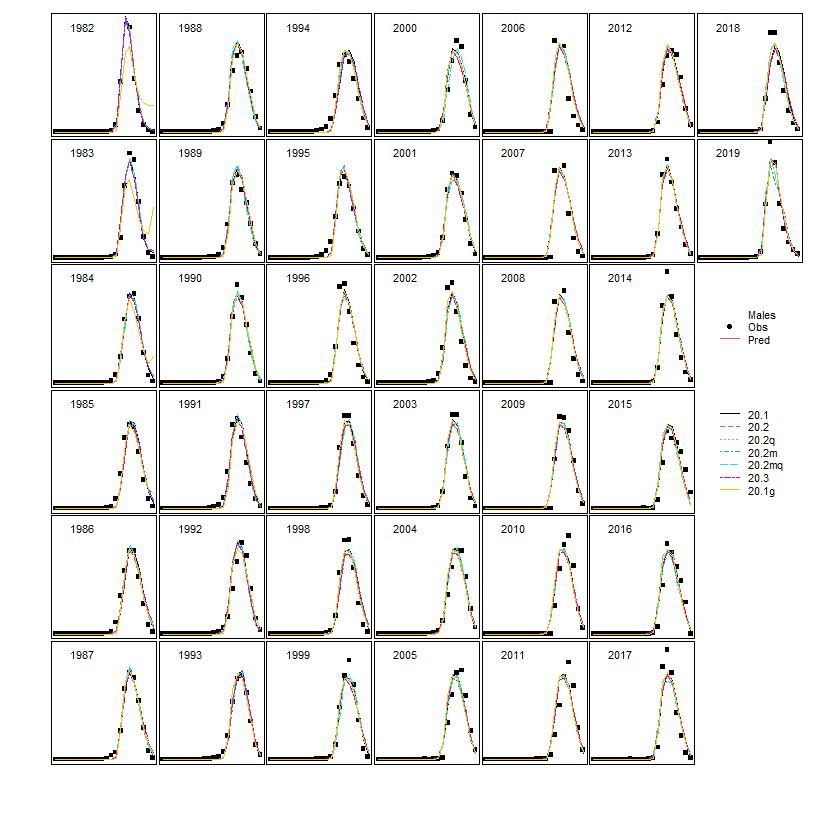 1982 1988 1994 2000 2006 2012 2018
1983 1989 1995 2001 2007 2013 2019
1984 1990 1996 2002 2008 2014
Males
Obs
Pred
1985 1991 1997 2003 2009 2015
20.1
20.2
20.2q
20.2m
20.2mq
20.3
20.1g
1986 1992 1998 2004 2010 2016
1987 1993 1999 2005 2011 2017